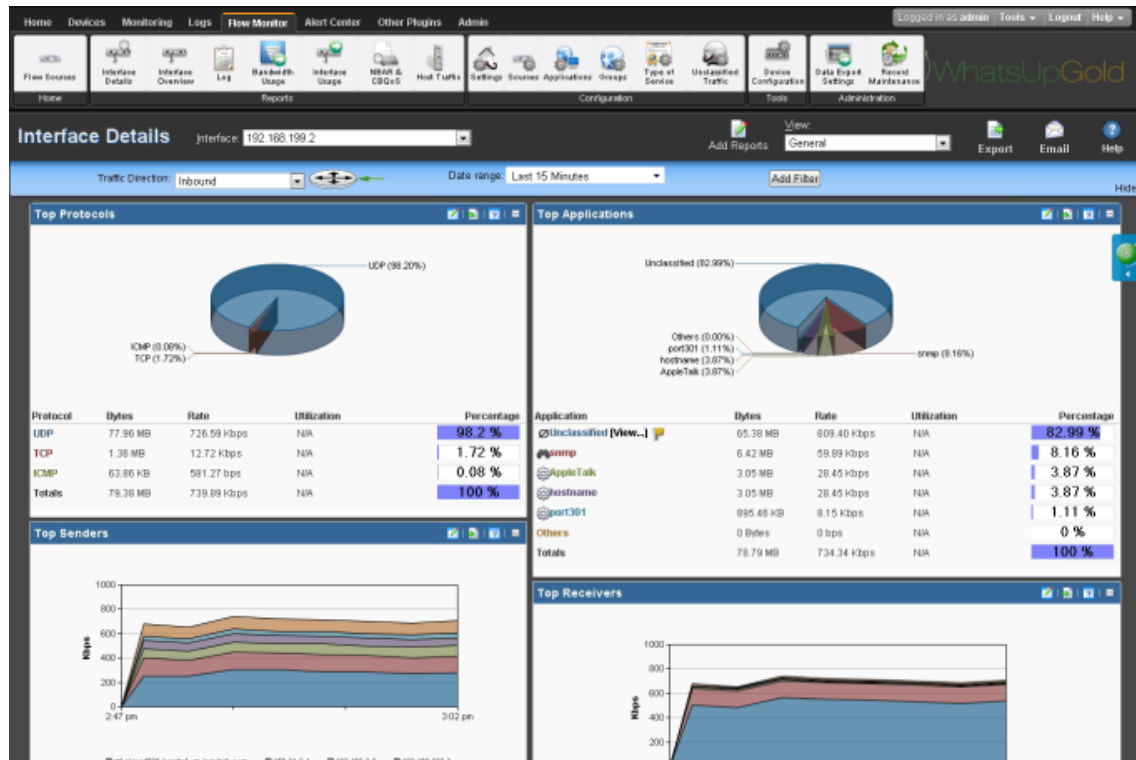 Home Devices Monitoring Logs Flow Monitor Alert Center Other Plugins Admin
Logged in as admin Tools Logout Help
Flow Sources Interface Details Interface Overview Log Bandwidth Usage Interface Usage NBAR & CBQoS Host Traffic Settings Sources Applications Groups Type of Service Unclassified Traffic Device Configuration Data Export Settings Record Maintenance
WhatsUpGold
Home Reports Configuration Tools Administration
Interface Details Interface: 192.168.199.2 Add Reports View: General Export Email Help
Traffic Direction: Inbound Date range: Last 15 Minutes Add Filter
Hide
Top Protocols
UDP (98.20%)
ICMP (0.08%)
TCP (1.72%)
Protocol Bytes Rate Utilization Percentage
UDP 77.96 MB 726.59 Kbps N/A 98.2 %
TCP 1.36 MB 12.72 Kbps N/A 1.72 %
ICMP 63.86 KB 581.27 bps N/A 0.08 %
Totals 79.38 MB 739.89 Kbps N/A 100 %
Top Applications
Unclassified (82.99%)
Others (0.00%)
port301 (1.11%)
hostname (3.87%)
AppleTalk (3.87%)
snmp (8.16%)
Application Bytes Rate Utilization Percentage
Unclassified [View...] 65.38 MB 609.40 Kbps N/A 82.99 %
snmp 6.42 MB 59.89 Kbps N/A 8.16 %
AppleTalk 3.05 MB 28.45 Kbps N/A 3.87 %
hostname 3.05 MB 28.45 Kbps N/A 3.87 %
port301 895.46 KB 8.15 Kbps N/A 1.11 %
Others 0 Bytes 0 bps N/A 0 %
Totals 78.79 MB 734.34 Kbps N/A 100 %
Top Senders
1000
800
600
400
200
0
Kbps
2:47 pm 3:02 pm
Top Receivers
1000
800
600
400
200
Kbps